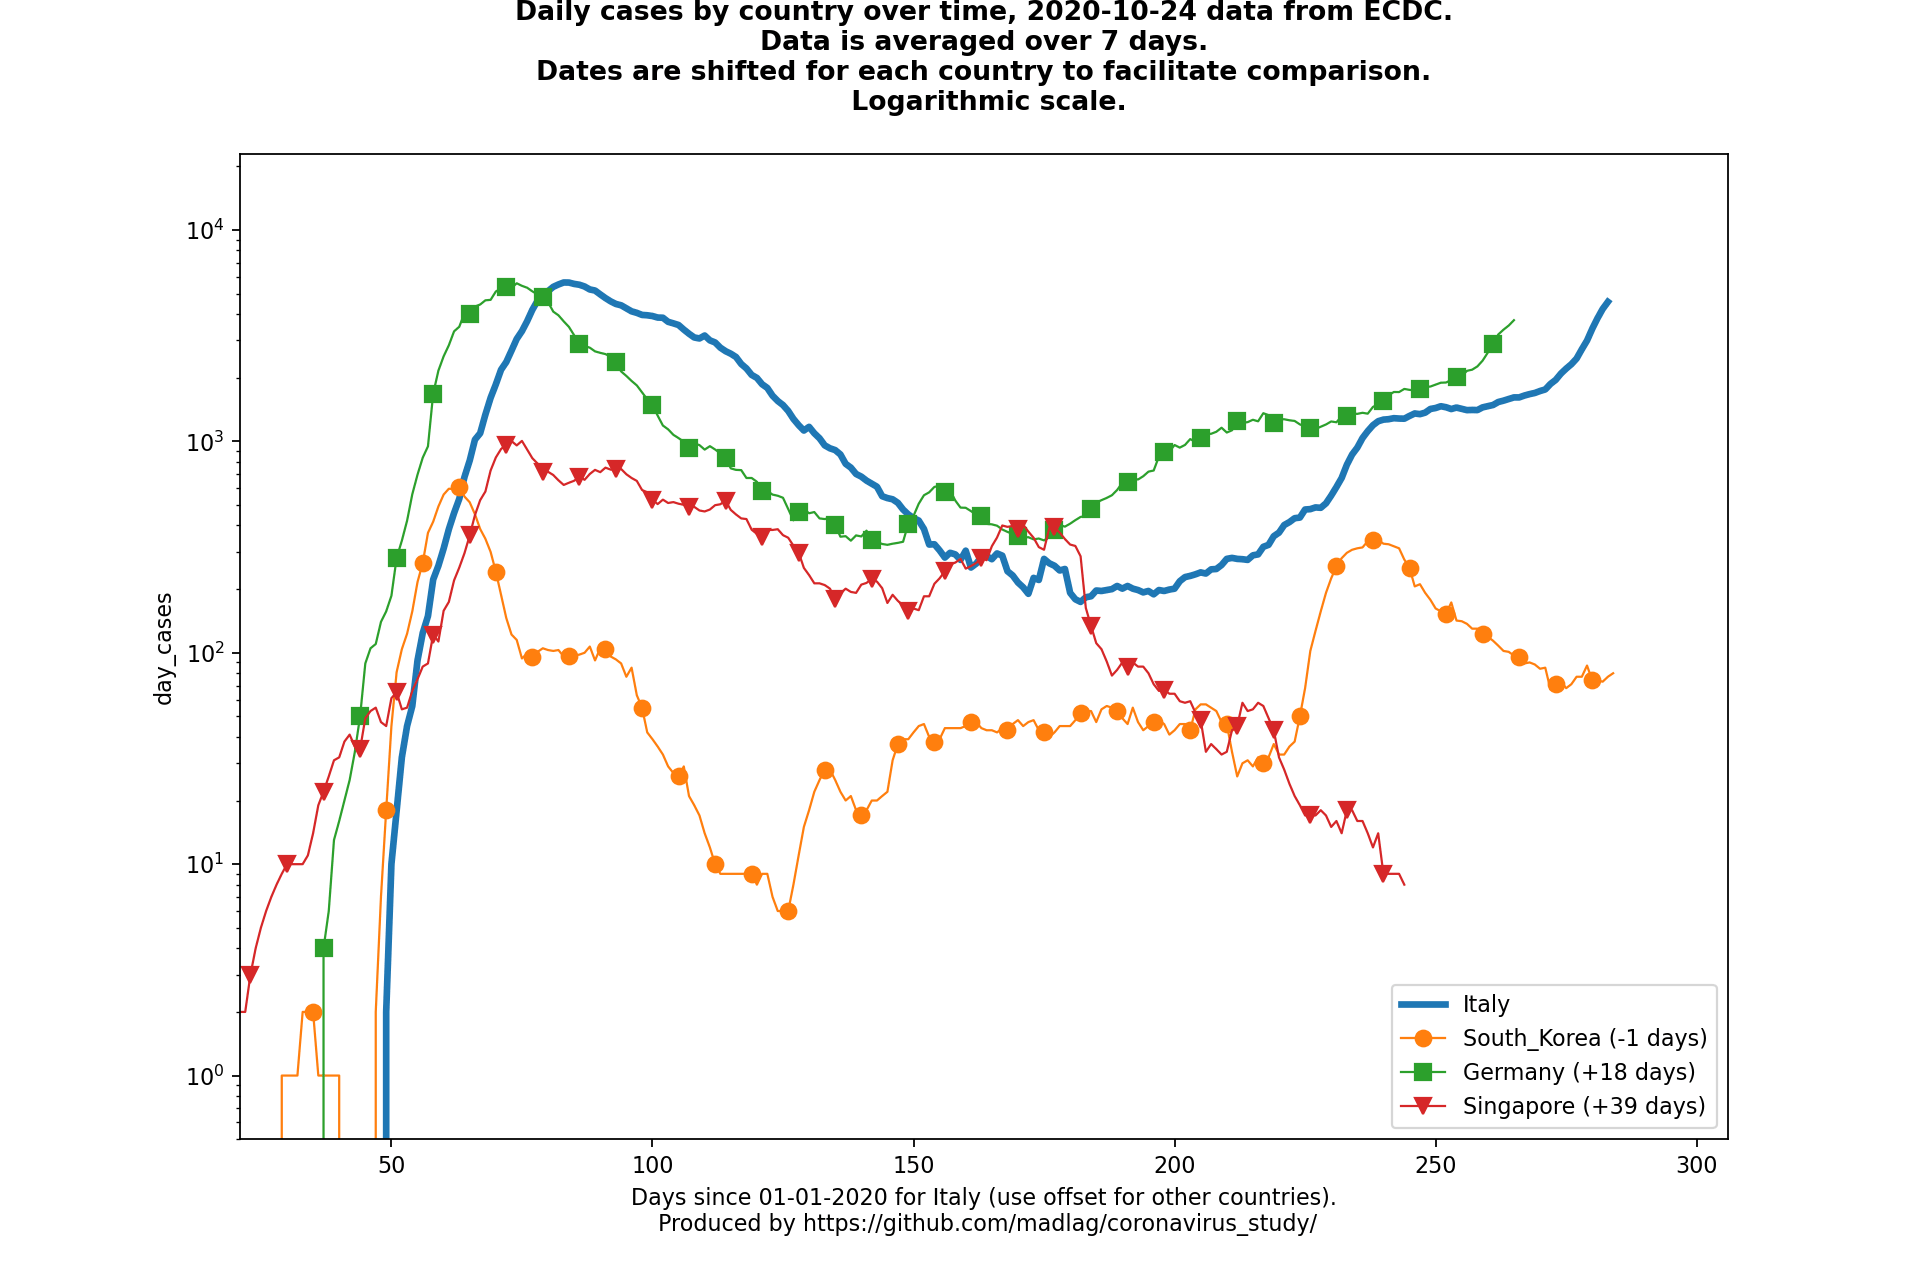 Daily cases by country over time, 2020-10-24 data from ECDC.
Data is averaged over 7 days.
Dates are shifted for each country to facilitate comparison.
Logarithmic scale.
10^4
10^3
10^2
10^1
10^0
day_cases
Italy
South_Korea (-1 days)
Germany (+18 days)
Singapore (+39 days)
50 100 150 200 250 300
Days since 01-01-2020 for Italy (use offset for other countries).
Produced by https://github.com/madlag/coronavirus_study/